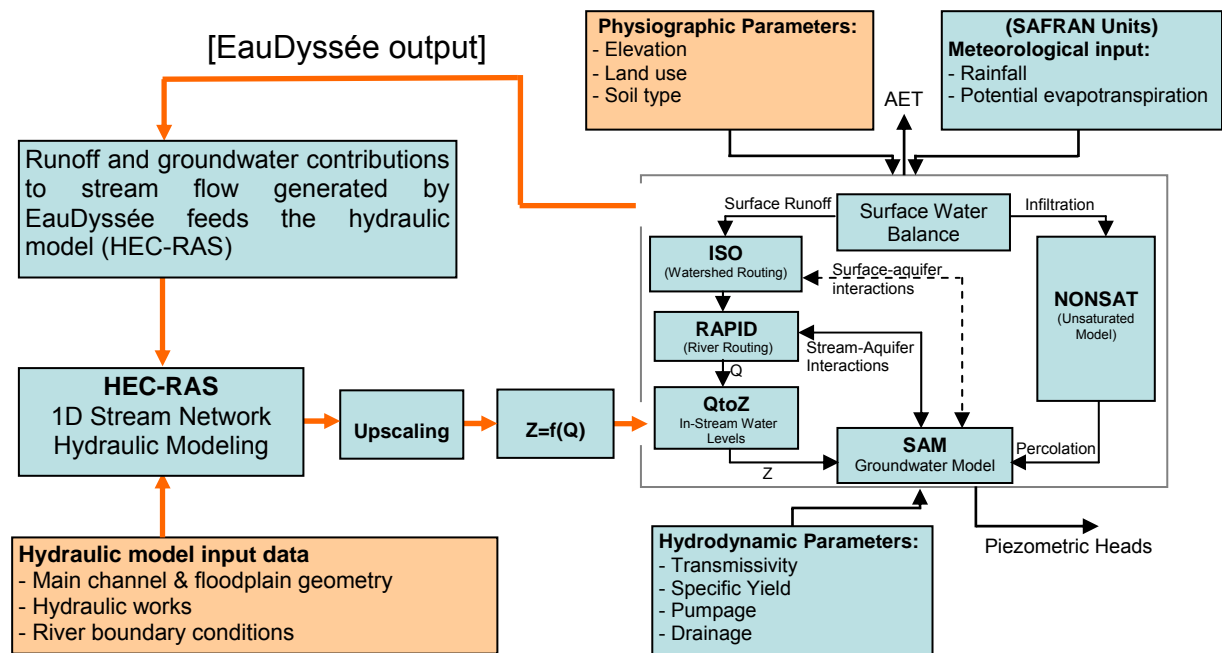 [EauDyssée output]
Physiographic Parameters:
- Elevation
- Land use
- Soil type
AET
(SAFRAN Units)
Meteorological input:
- Rainfall
- Potential evapotranspiration
Runoff and groundwater contributions
to stream flow generated by
EauDyssée feeds the hydraulic
model (HEC-RAS)
Surface Runoff
Surface Water
Balance
Infiltration
ISO
(Watershed Routing)
Surface-aquifer
interactions
NONSAT
(Unsaturated
Model)
RAPID
(River Routing)
Stream-Aquifer
Interactions
Q
QtoZ
In-Stream Water
Levels
Z
SAM
Groundwater Model
Percolation
HEC-RAS
1D Stream Network
Hydraulic Modeling
Upscaling
Z=f(Q)
Hydraulic model input data
- Main channel & floodplain geometry
- Hydraulic works
- River boundary conditions
Hydrodynamic Parameters:
- Transmissivity
- Specific Yield
- Pumpage
- Drainage
Piezometric Heads